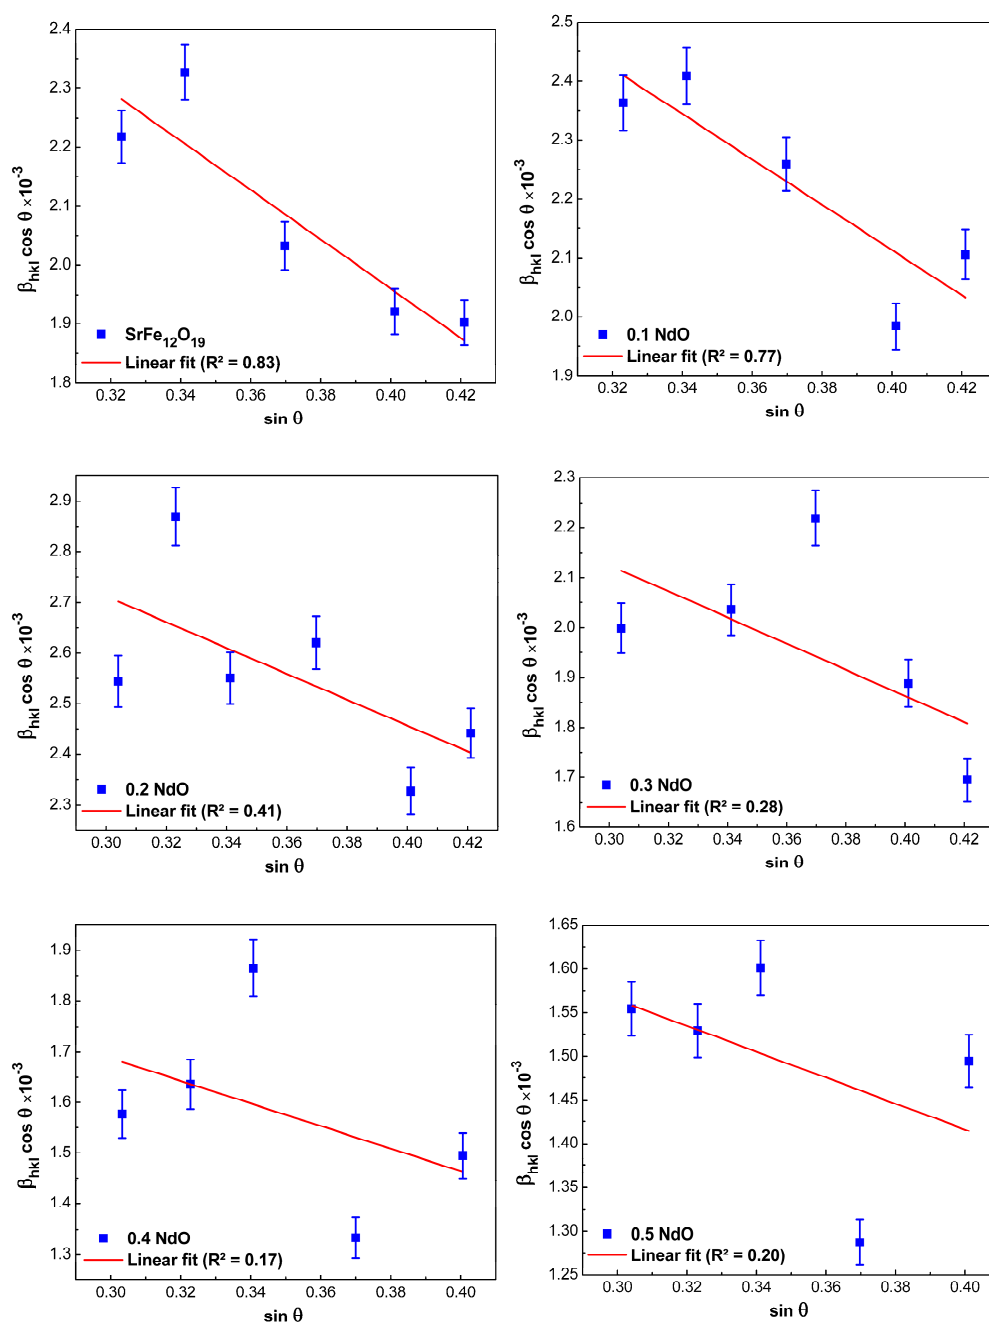 2.4
2.3
2.2
2.1
2.0
1.9
1.8
β_hkl cos θ ×10⁻³
SrFe₁₂O₁₉
Linear fit (R² = 0.83)
0.32 0.34 0.36 0.38 0.40 0.42
sin θ
2.5
2.4
2.3
2.2
2.1
2.0
1.9
β_hkl cos θ ×10⁻³
0.1 NdO
Linear fit (R² = 0.77)
0.32 0.34 0.36 0.38 0.40 0.42
sin θ
2.9
2.8
2.7
2.6
2.5
2.4
2.3
β_hkl cos θ ×10⁻³
0.2 NdO
Linear fit (R² = 0.41)
0.30 0.32 0.34 0.36 0.38 0.40 0.42
sin θ
2.3
2.2
2.1
2.0
1.9
1.8
1.7
1.6
β_hkl cos θ ×10⁻³
0.3 NdO
Linear fit (R² = 0.28)
0.30 0.32 0.34 0.36 0.38 0.40 0.42
sin θ
1.9
1.8
1.7
1.6
1.5
1.4
1.3
β_hkl cos θ ×10⁻³
0.4 NdO
Linear fit (R² = 0.17)
0.30 0.32 0.34 0.36 0.38 0.40
sin θ
1.65
1.60
1.55
1.50
1.45
1.40
1.35
1.30
1.25
β_hkl cos θ ×10⁻³
0.5 NdO
Linear fit (R² = 0.20)
0.30 0.32 0.34 0.36 0.38 0.40
sin θ